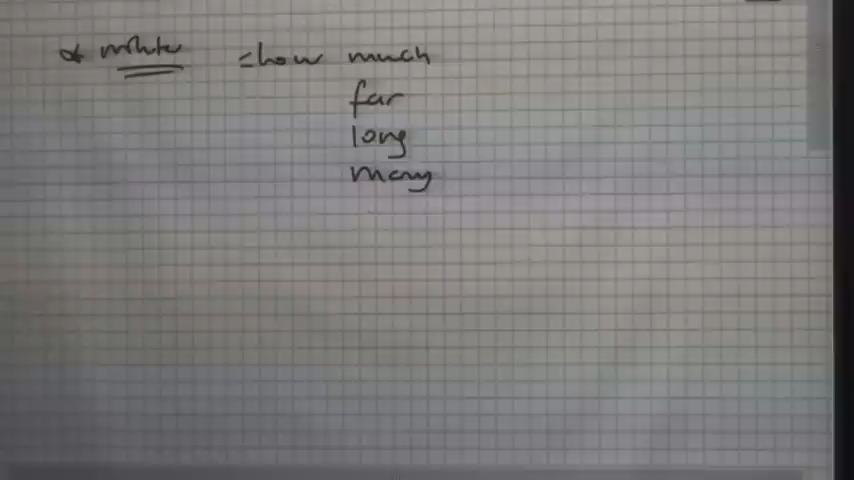 = how much
far
long
many